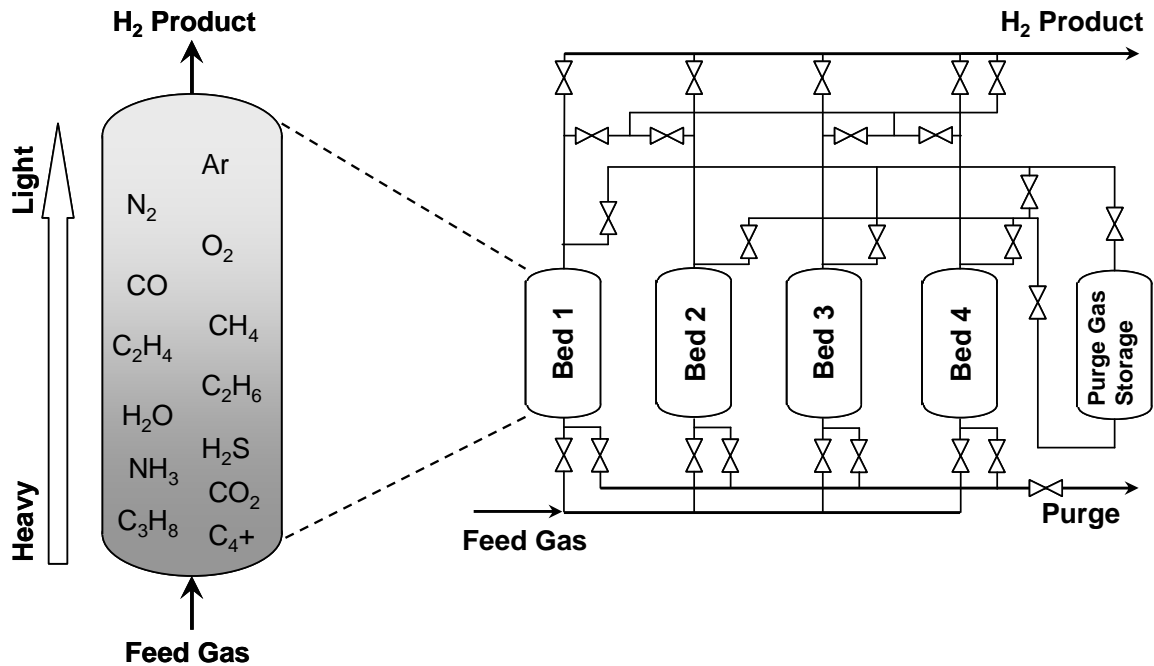 H₂ Product
Light
Heavy
Ar
N₂
O₂
CO
CH₄
C₂H₄
C₂H₆
H₂O
H₂S
NH₃
CO₂
C₃H₈
C₄+
Feed Gas
H₂ Product
Bed 1
Bed 2
Bed 3
Bed 4
Purge Gas
Storage
Feed Gas
Purge